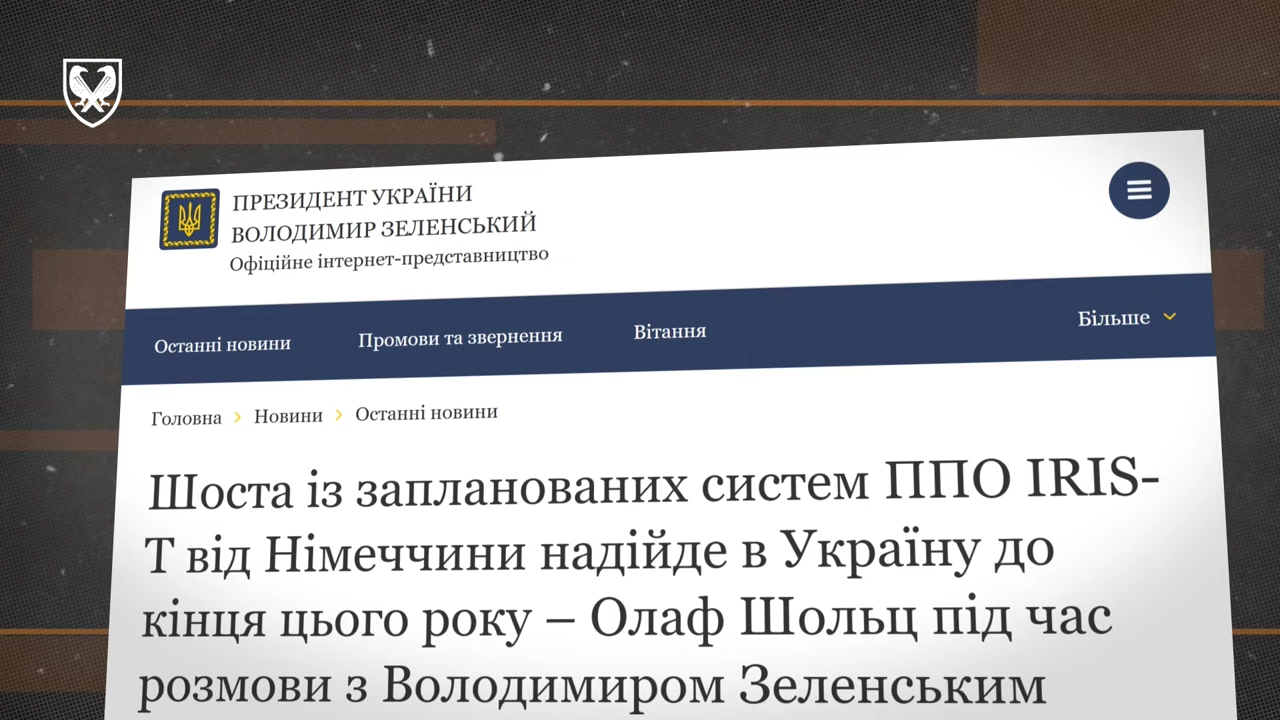 ПРЕЗИДЕНТ УКРАЇНИ
ВОЛОДИМИР ЗЕЛЕНСЬКИЙ
Офіційне інтернет-представництво
Останні новини Промови та звернення Вітання Більше
Головна > Новини > Останні новини
Шоста із запланованих систем ППО IRIS-
T від Німеччини надійде в Україну до
кінця цього року – Олаф Шольц під час
розмови з Володимиром Зеленським